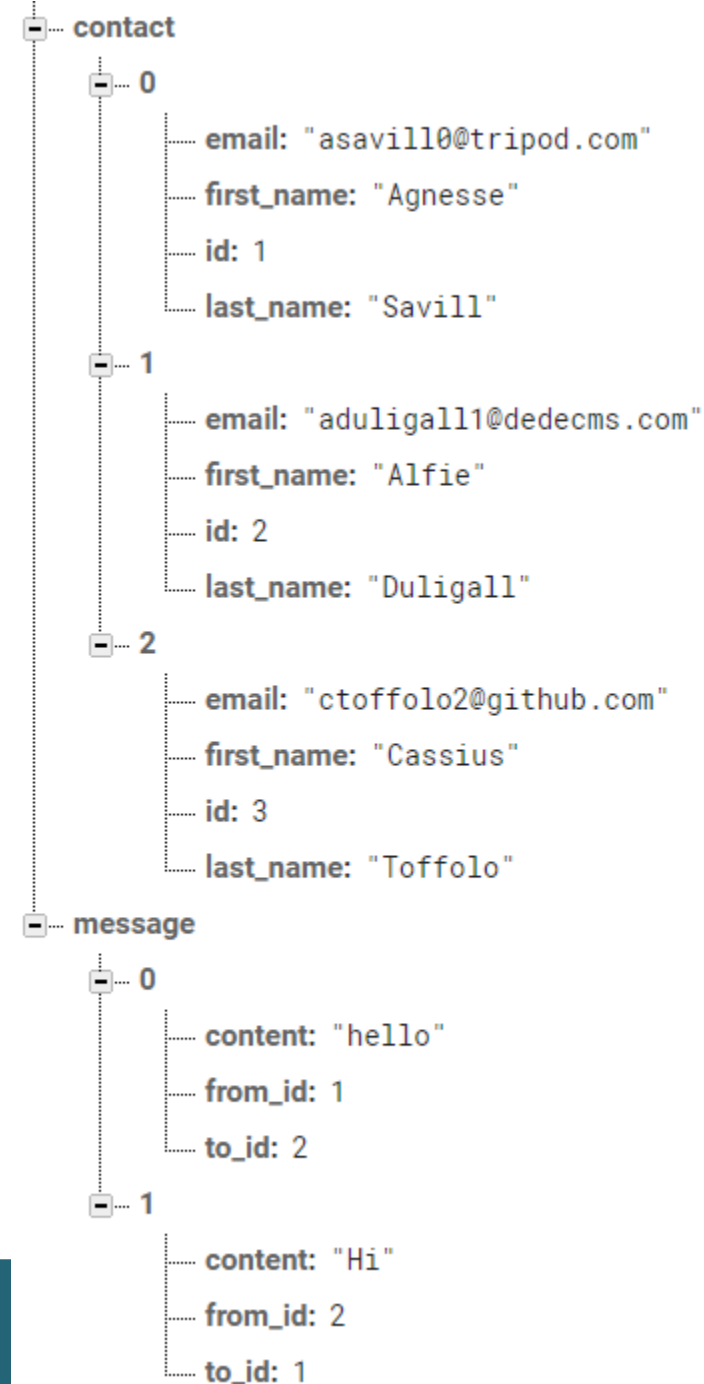 contact
0
email: "asavill0@tripod.com"
first_name: "Agnesse"
id: 1
last_name: "Savill"
1
email: "aduligall1@dedecms.com"
first_name: "Alfie"
id: 2
last_name: "Duligall"
2
email: "ctoffolo2@github.com"
first_name: "Cassius"
id: 3
last_name: "Toffolo"
message
0
content: "hello"
from_id: 1
to_id: 2
1
content: "Hi"
from_id: 2
to_id: 1